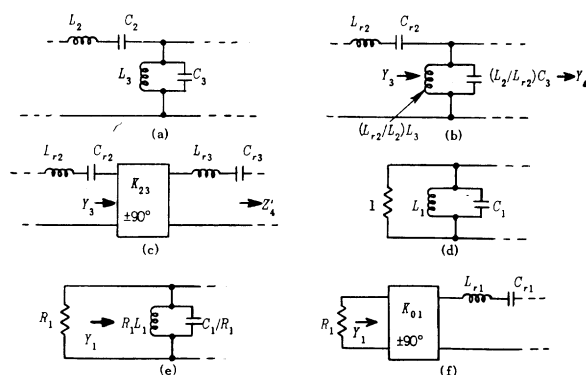 L2 C2
L3 C3
(a)
Lr2 Cr2
Y3 (L2/Lr2)C3 Y4
(Lr2/L2)L3
(b)
Lr2 Cr2 Lr3 Cr3
K23
Y3 Z'4
±90°
(c)
1 L1 C1
(d)
R1 Y1 R1L1 C1/R1
(e)
Lr1 Cr1
R1 Y1 K01
±90°
(f)